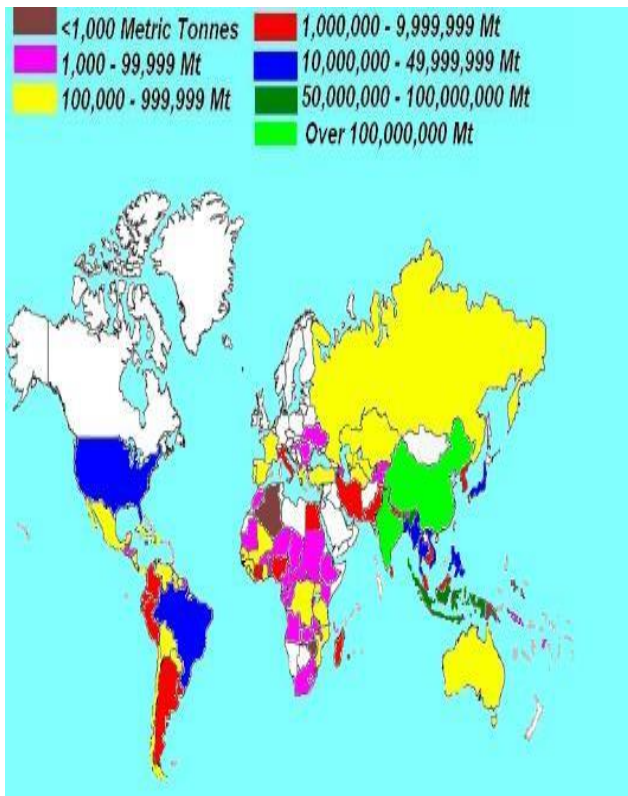 <1,000 Metric Tonnes
1,000 - 99,999 Mt
100,000 - 999,999 Mt
1,000,000 - 9,999,999 Mt
10,000,000 - 49,999,999 Mt
50,000,000 - 100,000,000 Mt
Over 100,000,000 Mt